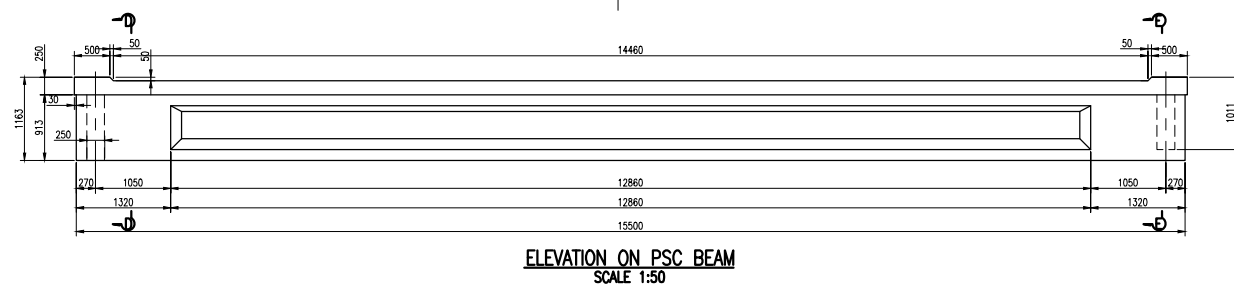 D E
500 50 14460 50 500
250 50
30
1163 913 250 1011
270 1050 12860 1050 270
1320 12860 1320
D 15500 E
ELEVATION ON PSC BEAM
SCALE 1:50